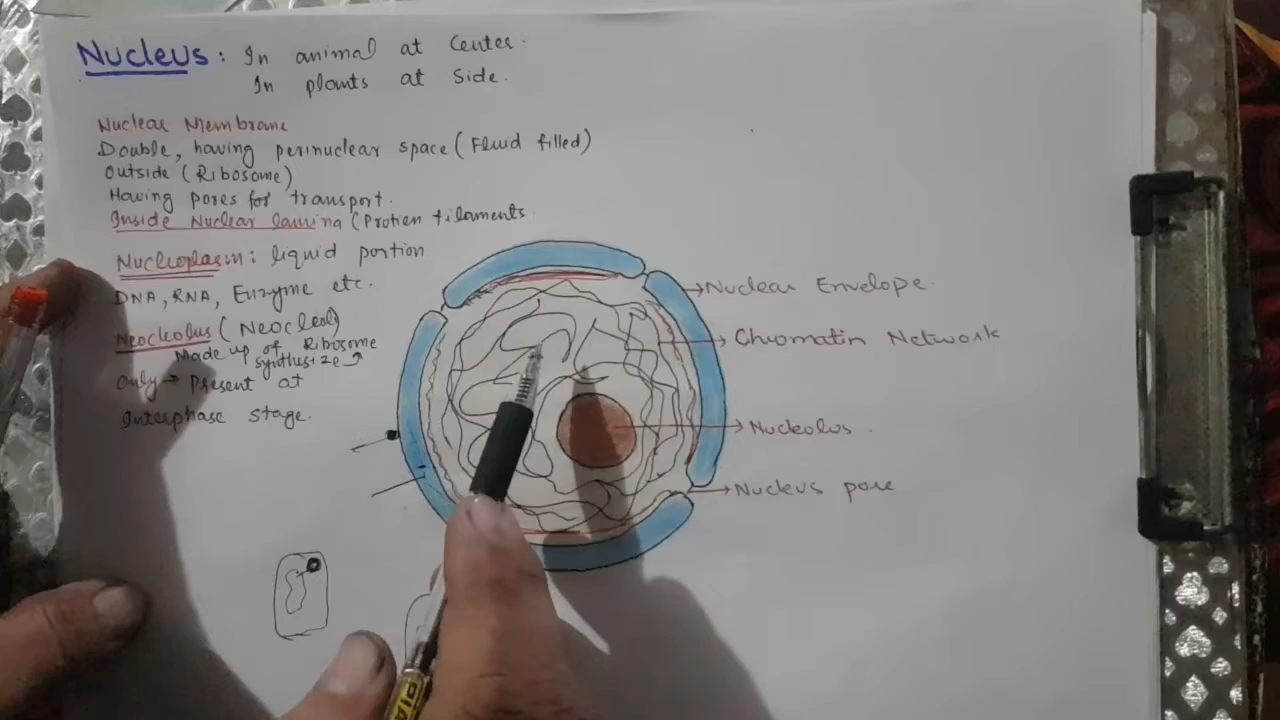 Nucleus: In animal at Center.
In plants at Side.
Nuclear Membrane
Double, having perinuclear space (Fluid filled)
Outside (Ribosome)
Having pores for transport.
Inside Nuclear lamina (Protien filaments
Nucleoplasm: liquid portion
DNA, RNA, Enzyme etc.
Neocleolus (Neocleol)
Made up of Ribosome
synthesize
Only → Present at
Interphase stage.
Nuclear Envelope.
Chromatin Network
Nucleolus.
Nucleus pore